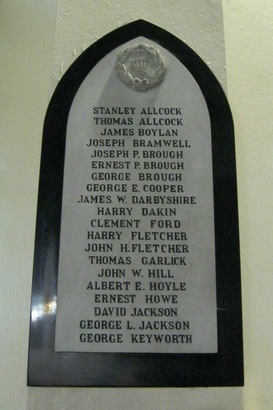 STANLEY ALLCOCK
THOMAS ALLCOCK
JAMES BOYLAN
JOSEPH BRAMWELL
JOSEPH P. BROUGH
ERNEST P. BROUGH
GEORGE BROUGH
GEORGE E. COOPER
JAMES W. DARBYSHIRE
HARRY DAKIN
CLEMENT FORD
HARRY FLETCHER
JOHN H. FLETCHER
THOMAS GARLICK
JOHN W. HILL
ALBERT E. HOYLE
ERNEST HOWE
DAVID JACKSON
GEORGE L. JACKSON
GEORGE KEYWORTH